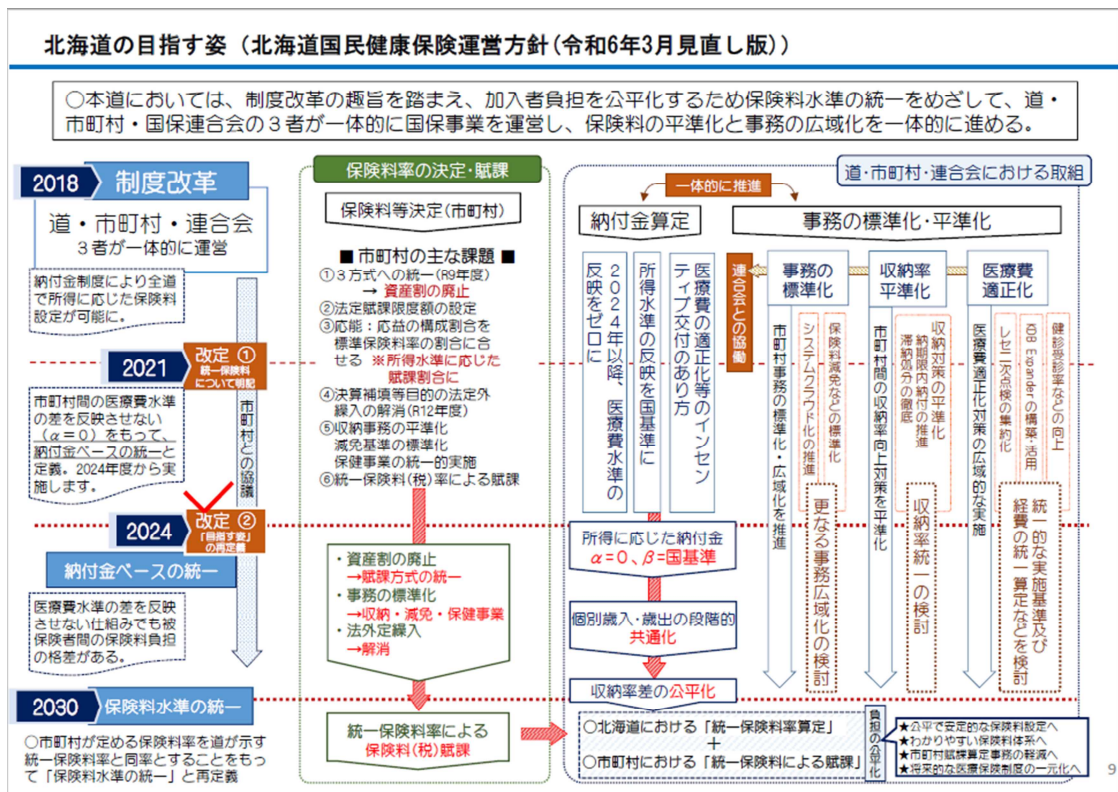 北海道の目指す姿（北海道国民健康保険運営方針(令和6年3月見直し版)）
○本道においては、制度改革の趣旨を踏まえ、加入者負担を公平化するため保険料水準の統一をめざして、道・
市町村・国保連合会の３者が一体的に国保事業を運営し、保険料の平準化と事務の広域化を一体的に進める。
2018
制度改革
道・市町村・連合会
３者が一体的に運営
納付金制度により全道
で所得に応じた保険料
設定が可能に。
2021
改定 ①
統一保険料
について明記
市町村間の医療費水準
の差を反映させない
（α＝０）をもって、
納付金ベースの統一と
定義。2024年度から実
施します。
市町村との協議
2024
改定 ②
「目指す姿」
の再定義
納付金ベースの統一
医療費水準の差を反映
させない仕組みでも被
保険者間の保険料負担
の格差がある。
2030
保険料水準の統一
○市町村が定める保険料率を道が示す
統一保険料率と同率とすることをもっ
て「保険料水準の統一」と再定義
保険料率の決定・賦課
保険料等決定(市町村)
■ 市町村の主な課題 ■
①３方式への統一(R9年度)
→ 資産割の廃止
②法定賦課限度額の設定
③応能：応益の構成割合を
標準保険料率の割合に合
せる ※所得水準に応じた
賦課割合に
④決算補填等目的の法定外
繰入の解消(R12年度)
⑤収納事務の平準化
減免基準の標準化
保健事業の統一的実施
⑥統一保険料(税)率による賦課
・資産割の廃止
→賦課方式の統一
・事務の標準化
→収納・減免・保健事業
・法外定繰入
→解消
統一保険料率による
保険料(税)賦課
道・市町村・連合会における取組
一体的に推進
納付金算定
事務の標準化・平準化
２０２４年以降、医療費水準の
反映をゼロに
所得水準の反映を国基準に
医療費の適正化等のインセン
ティブ交付のあり方
連合会との協働
事務の
標準化
収納率
平準化
医療費
適正化
市町村事務の標準化・広域化を推進
保険料減免などの標準化
システムクラウド化の推進
更なる事務広域化の検討
市町村間の収納率向上対策を平準化
収納対策の平準化
納期限内納付の推進
滞納処分の徹底
収納率統一の検討
医療費適正化対策の広域的な実施
健診受診率などの向上
KDB Expanderの構築・活用
レセ二次点検の集約化
統一的な実施基準及び
経費の統一算定などを検討
所得に応じた納付金
α＝０、β＝国基準
個別歳入・歳出の段階的
共通化
収納率差の公平化
○北海道における「統一保険料率算定」
＋
○市町村における「統一保険料による賦課」
負担の公平化
★公平で安定的な保険料設定へ
★わかりやすい保険料体系へ
★市町村賦課算定事務の軽減へ
★将来的な医療保険制度の一元化へ
9